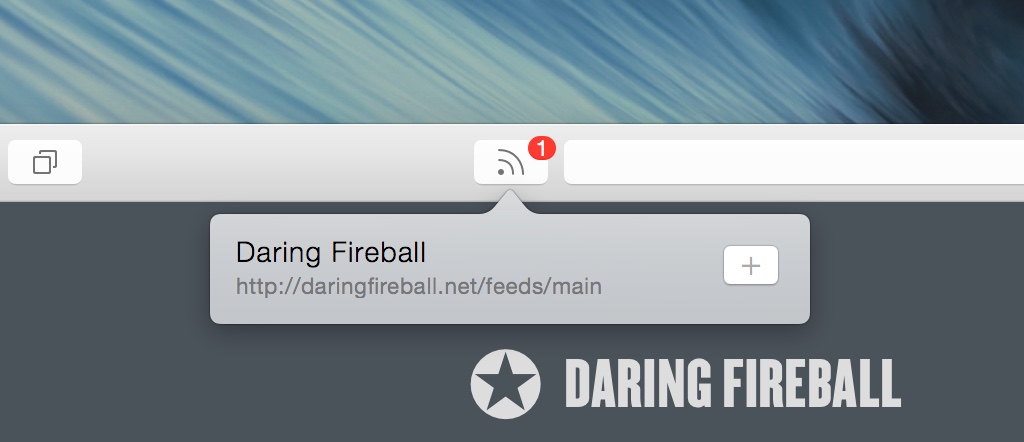 1
Daring Fireball
http://daringfireball.net/feeds/main
DARING FIREBALL